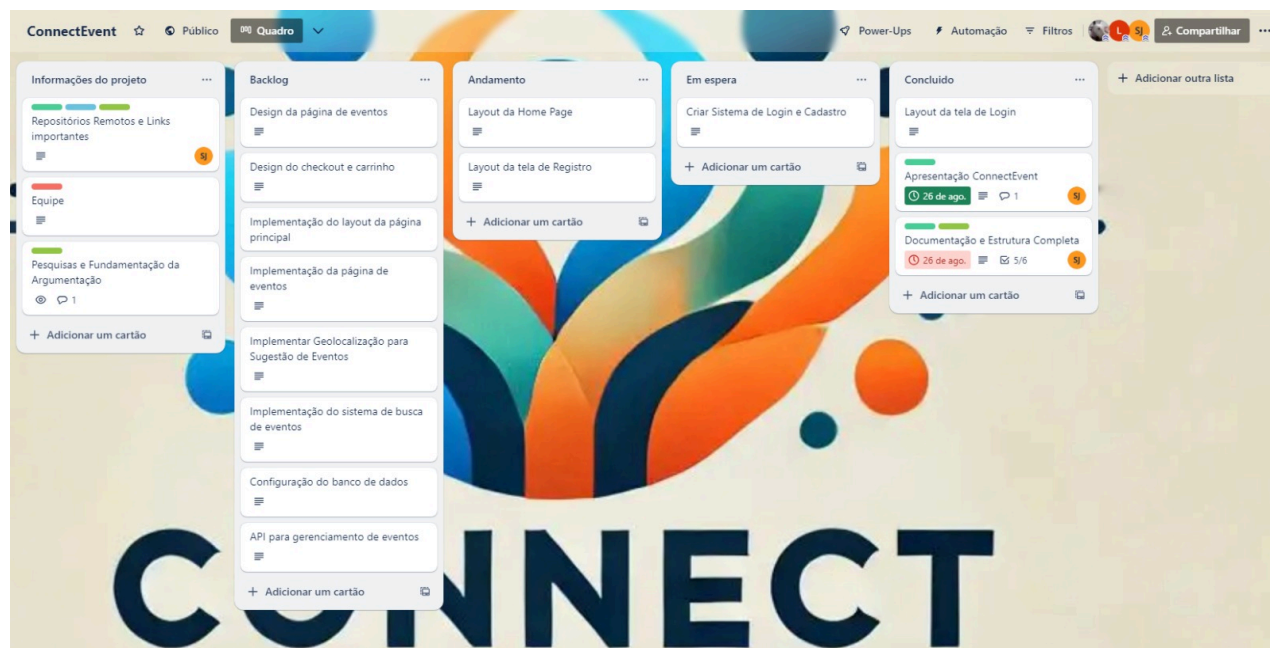 ConnectEvent
Público
Quadro
Power-Ups
Automação
Filtros
L
SJ
Compartilhar
Informações do projeto
Repositórios Remotos e Links
importantes
SJ
Equipe
Pesquisas e Fundamentação da
Argumentação
1
+ Adicionar um cartão
Backlog
Design da página de eventos
Design do checkout e carrinho
Implementação do layout da página
principal
Implementação da página de
eventos
Implementar Geolocalização para
Sugestão de Eventos
Implementação do sistema de busca
de eventos
Configuração do banco de dados
API para gerenciamento de eventos
+ Adicionar um cartão
Andamento
Layout da Home Page
Layout da tela de Registro
+ Adicionar um cartão
Em espera
Criar Sistema de Login e Cadastro
+ Adicionar um cartão
Concluido
Layout da tela de Login
Apresentação ConnectEvent
26 de ago.
1
SJ
Documentação e Estrutura Completa
26 de ago.
5/6
SJ
+ Adicionar um cartão
+ Adicionar outra lista
CONNECT